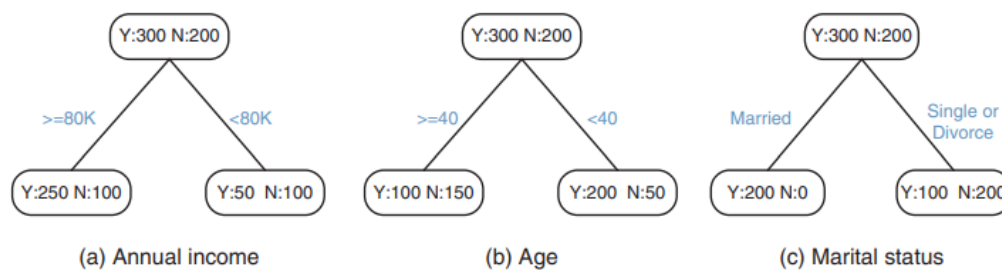 Y:300 N:200
Y:300 N:200
Y:300 N:200
>=80K
<80K
>=40
<40
Married
Single or
Divorce
Y:250 N:100
Y:50 N:100
Y:100 N:150
Y:200 N:50
Y:200 N:0
Y:100 N:200
(a) Annual income
(b) Age
(c) Marital status